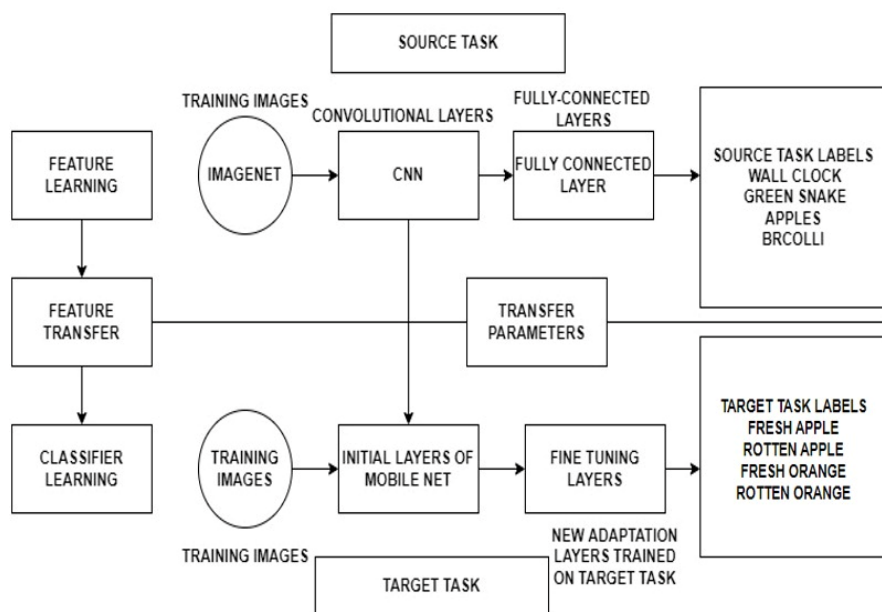 SOURCE TASK
TRAINING IMAGES
CONVOLUTIONAL LAYERS
FULLY-CONNECTED
LAYERS
FEATURE
LEARNING
IMAGENET
CNN
FULLY CONNECTED
LAYER
SOURCE TASK LABELS
WALL CLOCK
GREEN SNAKE
APPLES
BRCOLLI
FEATURE
TRANSFER
TRANSFER
PARAMETERS
CLASSIFIER
LEARNING
TRAINING
IMAGES
INITIAL LAYERS OF
MOBILE NET
FINE TUNING
LAYERS
TARGET TASK LABELS
FRESH APPLE
ROTTEN APPLE
FRESH ORANGE
ROTTEN ORANGE
TRAINING IMAGES
NEW ADAPTATION
LAYERS TRAINED
ON TARGET TASK
TARGET TASK